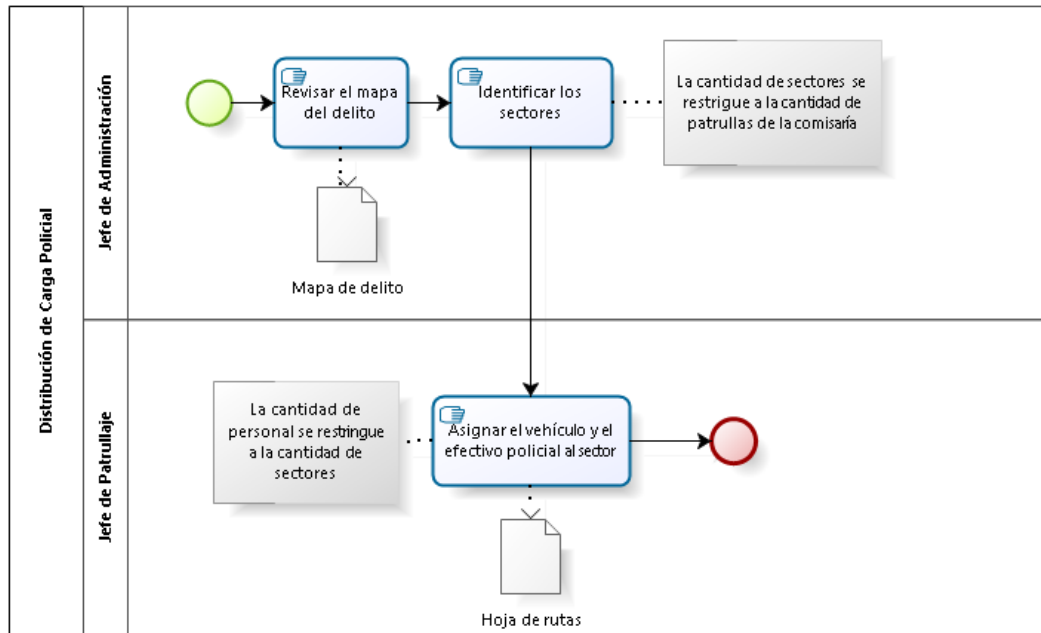 Distribución de Carga Policial
Jefe de Administración
Revisar el mapa
del delito
Identificar los
sectores
La cantidad de sectores se
restrigue a la cantidad de
patrullas de la comisaría
Mapa de delito
Jefe de Patrullaje
La cantidad de
personal se restringue
a la cantidad de
sectores
Asignar el vehículo y el
efectivo policial al sector
Hoja de rutas